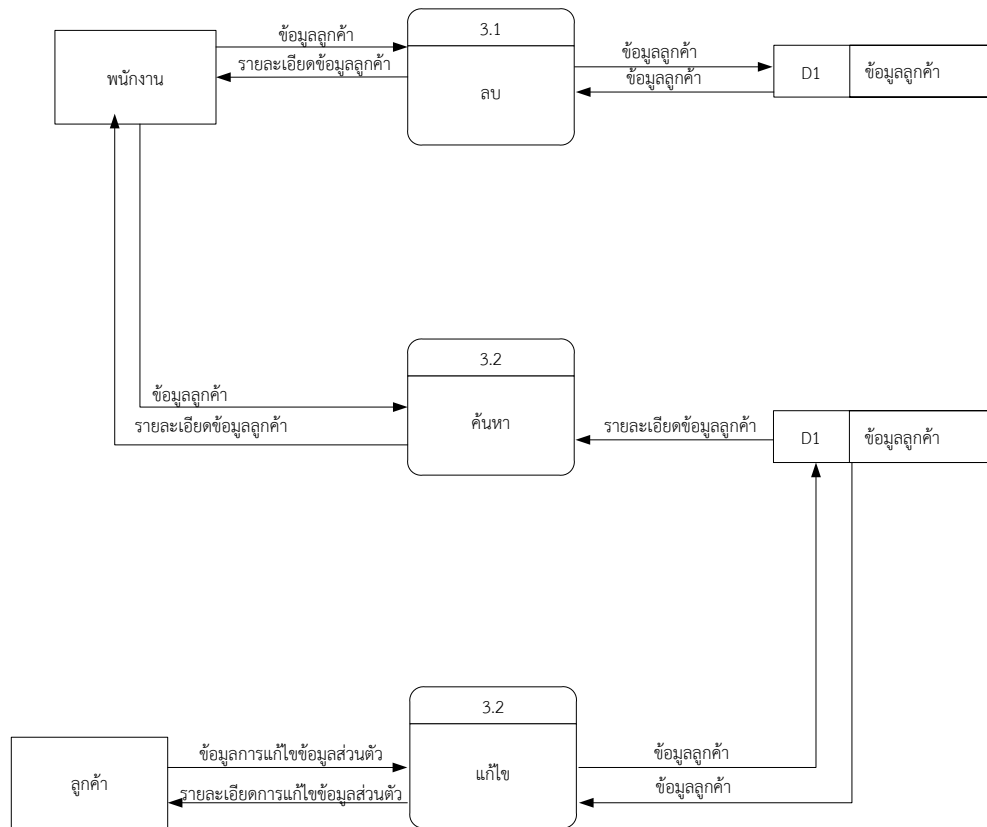 พนักงาน
ข้อมูลลูกค้า
รายละเอียดข้อมูลลูกค้า
3.1
ลบ
ข้อมูลลูกค้า
ข้อมูลลูกค้า
D1
ข้อมูลลูกค้า
ข้อมูลลูกค้า
รายละเอียดข้อมูลลูกค้า
3.2
ค้นหา
รายละเอียดข้อมูลลูกค้า
D1
ข้อมูลลูกค้า
ลูกค้า
ข้อมูลการแก้ไขข้อมูลส่วนตัว
รายละเอียดการแก้ไขข้อมูลส่วนตัว
3.2
แก้ไข
ข้อมูลลูกค้า
ข้อมูลลูกค้า